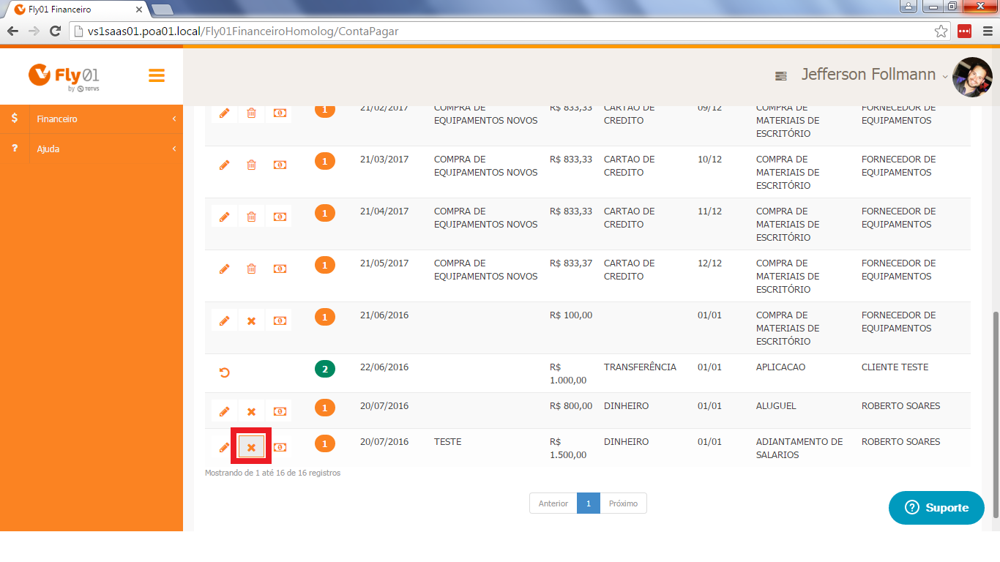 Fly01 Financeiro
vs1saas01.poa01.local/Fly01FinanceiroHomolog/ContaPagar
Fly01
by TOTVS
Jefferson Follmann
$ Financeiro
? Ajuda
1 21/02/2017 COMPRA DE R$ 833,33 CARTAO DE 09/12 COMPRA DE FORNECEDOR DE
EQUIPAMENTOS NOVOS CREDITO MATERIAIS DE EQUIPAMENTOS
ESCRITÓRIO
1 21/03/2017 COMPRA DE R$ 833,33 CARTAO DE 10/12 COMPRA DE FORNECEDOR DE
EQUIPAMENTOS NOVOS CREDITO MATERIAIS DE EQUIPAMENTOS
ESCRITÓRIO
1 21/04/2017 COMPRA DE R$ 833,33 CARTAO DE 11/12 COMPRA DE FORNECEDOR DE
EQUIPAMENTOS NOVOS CREDITO MATERIAIS DE EQUIPAMENTOS
ESCRITÓRIO
1 21/05/2017 COMPRA DE R$ 833,37 CARTAO DE 12/12 COMPRA DE FORNECEDOR DE
EQUIPAMENTOS NOVOS CREDITO MATERIAIS DE EQUIPAMENTOS
ESCRITÓRIO
1 21/06/2016 R$ 100,00 01/01 COMPRA DE FORNECEDOR DE
MATERIAIS DE EQUIPAMENTOS
ESCRITÓRIO
2 22/06/2016 R$ TRANSFERÊNCIA 01/01 APLICACAO CLIENTE TESTE
1.000,00
1 20/07/2016 R$ 800,00 DINHEIRO 01/01 ALUGUEL ROBERTO SOARES
1 20/07/2016 TESTE R$ DINHEIRO 01/01 ADIANTAMENTO DE ROBERTO SOARES
1.500,00 SALARIOS
Mostrando de 1 até 16 de 16 registros
Anterior 1 Próximo
? Suporte